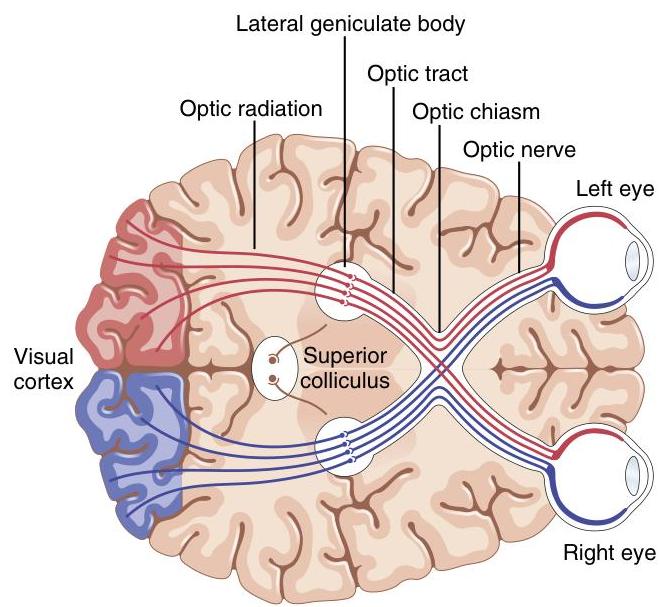 Lateral geniculate body
Optic tract
Optic radiation
Optic chiasm
Optic nerve
Left eye
Visual
cortex
Superior
colliculus
Right eye